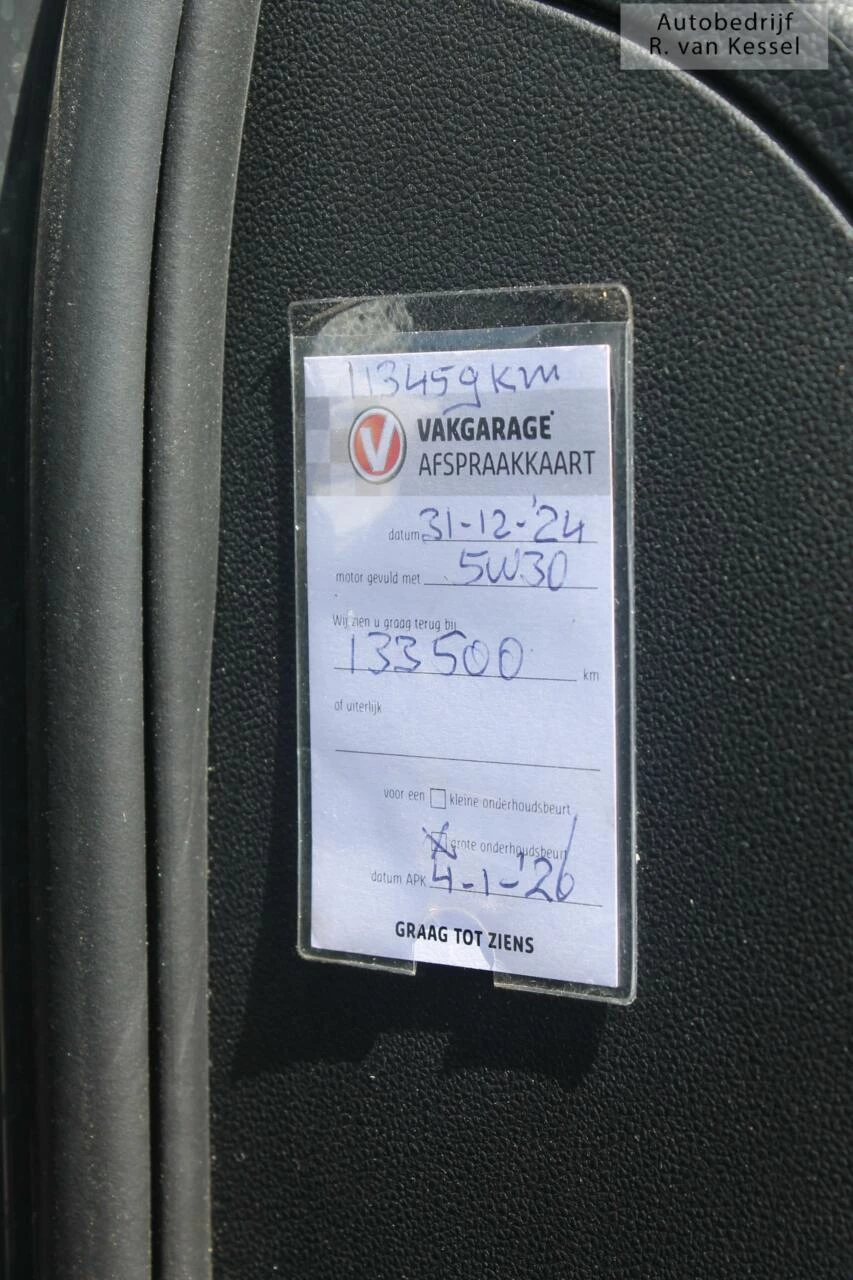 Autobedrijf
R. van Kessel
113459 km
V VAKGARAGE
AFSPRAAKKAART
datum 31-12-'24
motor gevuld met 5W30
Wij zien u graag terug bij
133500 km
of uiterlijk
voor een kleine onderhoudsbeurt
grote onderhoudsbeurt
datum APK 4-1-'26
GRAAG TOT ZIENS